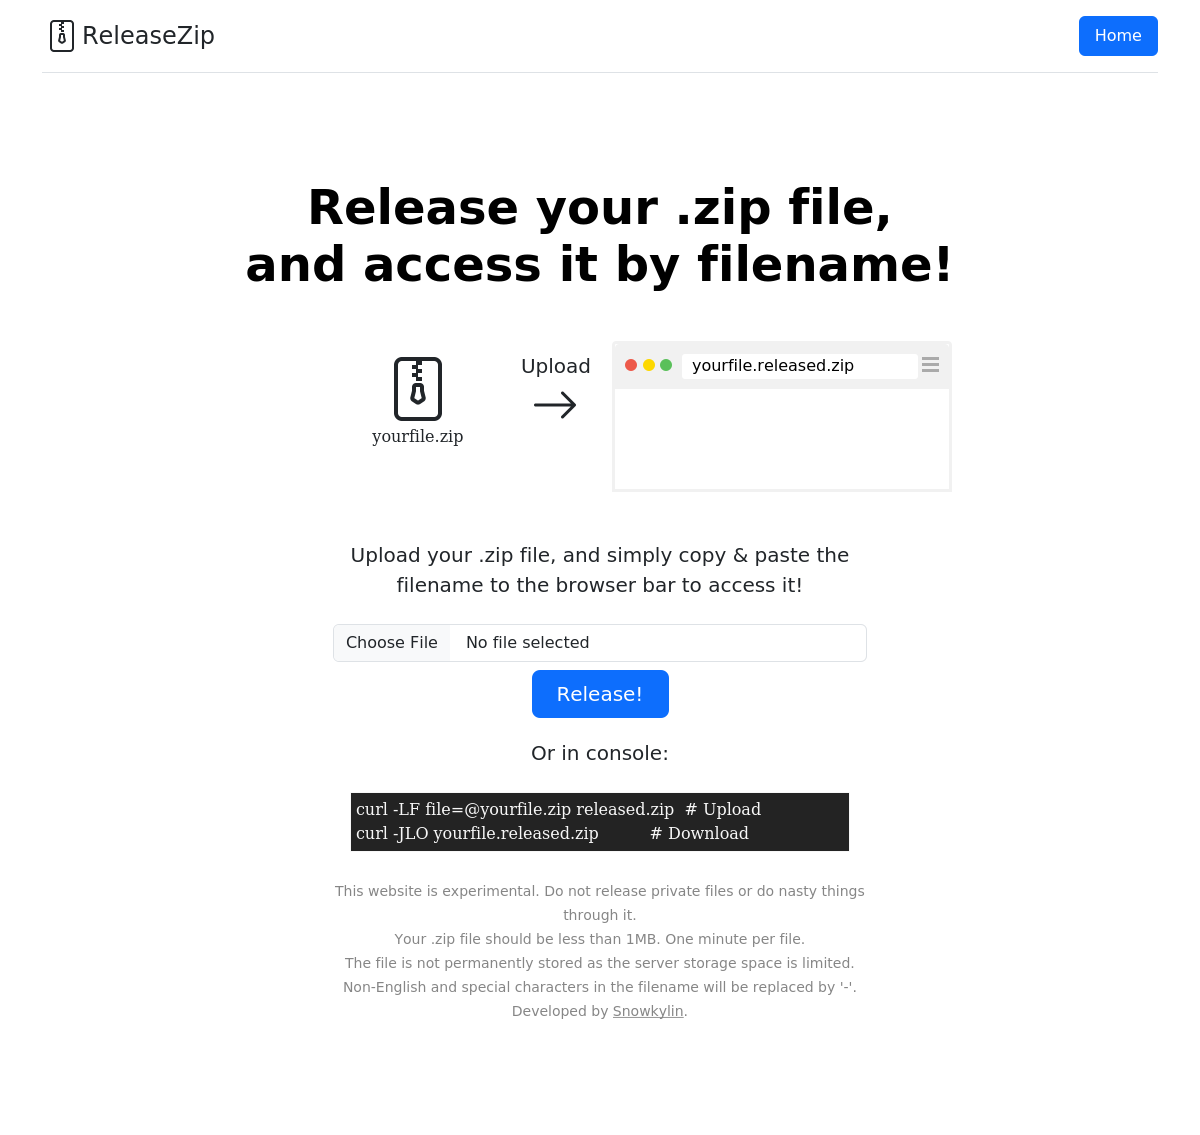 ReleaseZip
Home
Release your .zip file,
and access it by filename!
Upload
yourfile.released.zip
yourfile.zip
Upload your .zip file, and simply copy & paste the
filename to the browser bar to access it!
Choose File No file selected
Release!
Or in console:
curl -LF file=@yourfile.zip released.zip  # Upload
curl -JLO yourfile.released.zip          # Download
This website is experimental. Do not release private files or do nasty things
through it.
Your .zip file should be less than 1MB. One minute per file.
The file is not permanently stored as the server storage space is limited.
Non-English and special characters in the filename will be replaced by '-'.
Developed by Snowkylin.